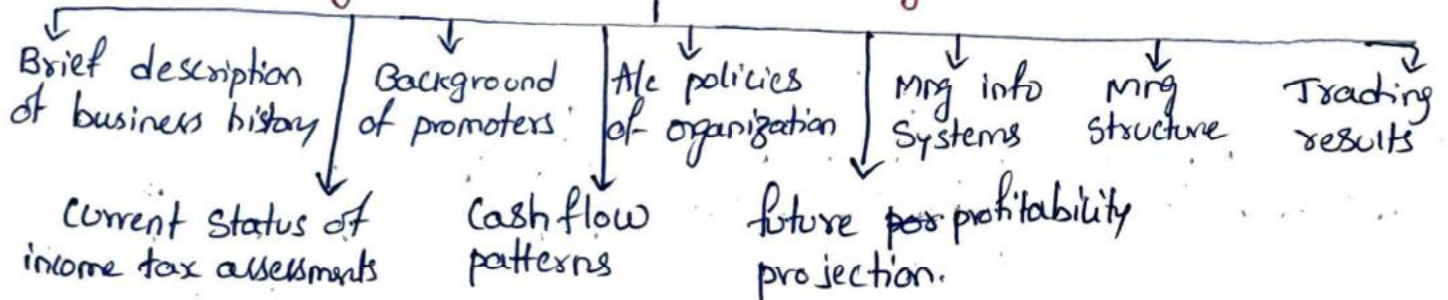 Brief description
of business history
Background
of promoters
A/c policies
of organization
Mng info
Systems
Mng
Structure
Trading
results
Current Status of
income tax assessments
Cash flow
patterns
future profitability
projection.